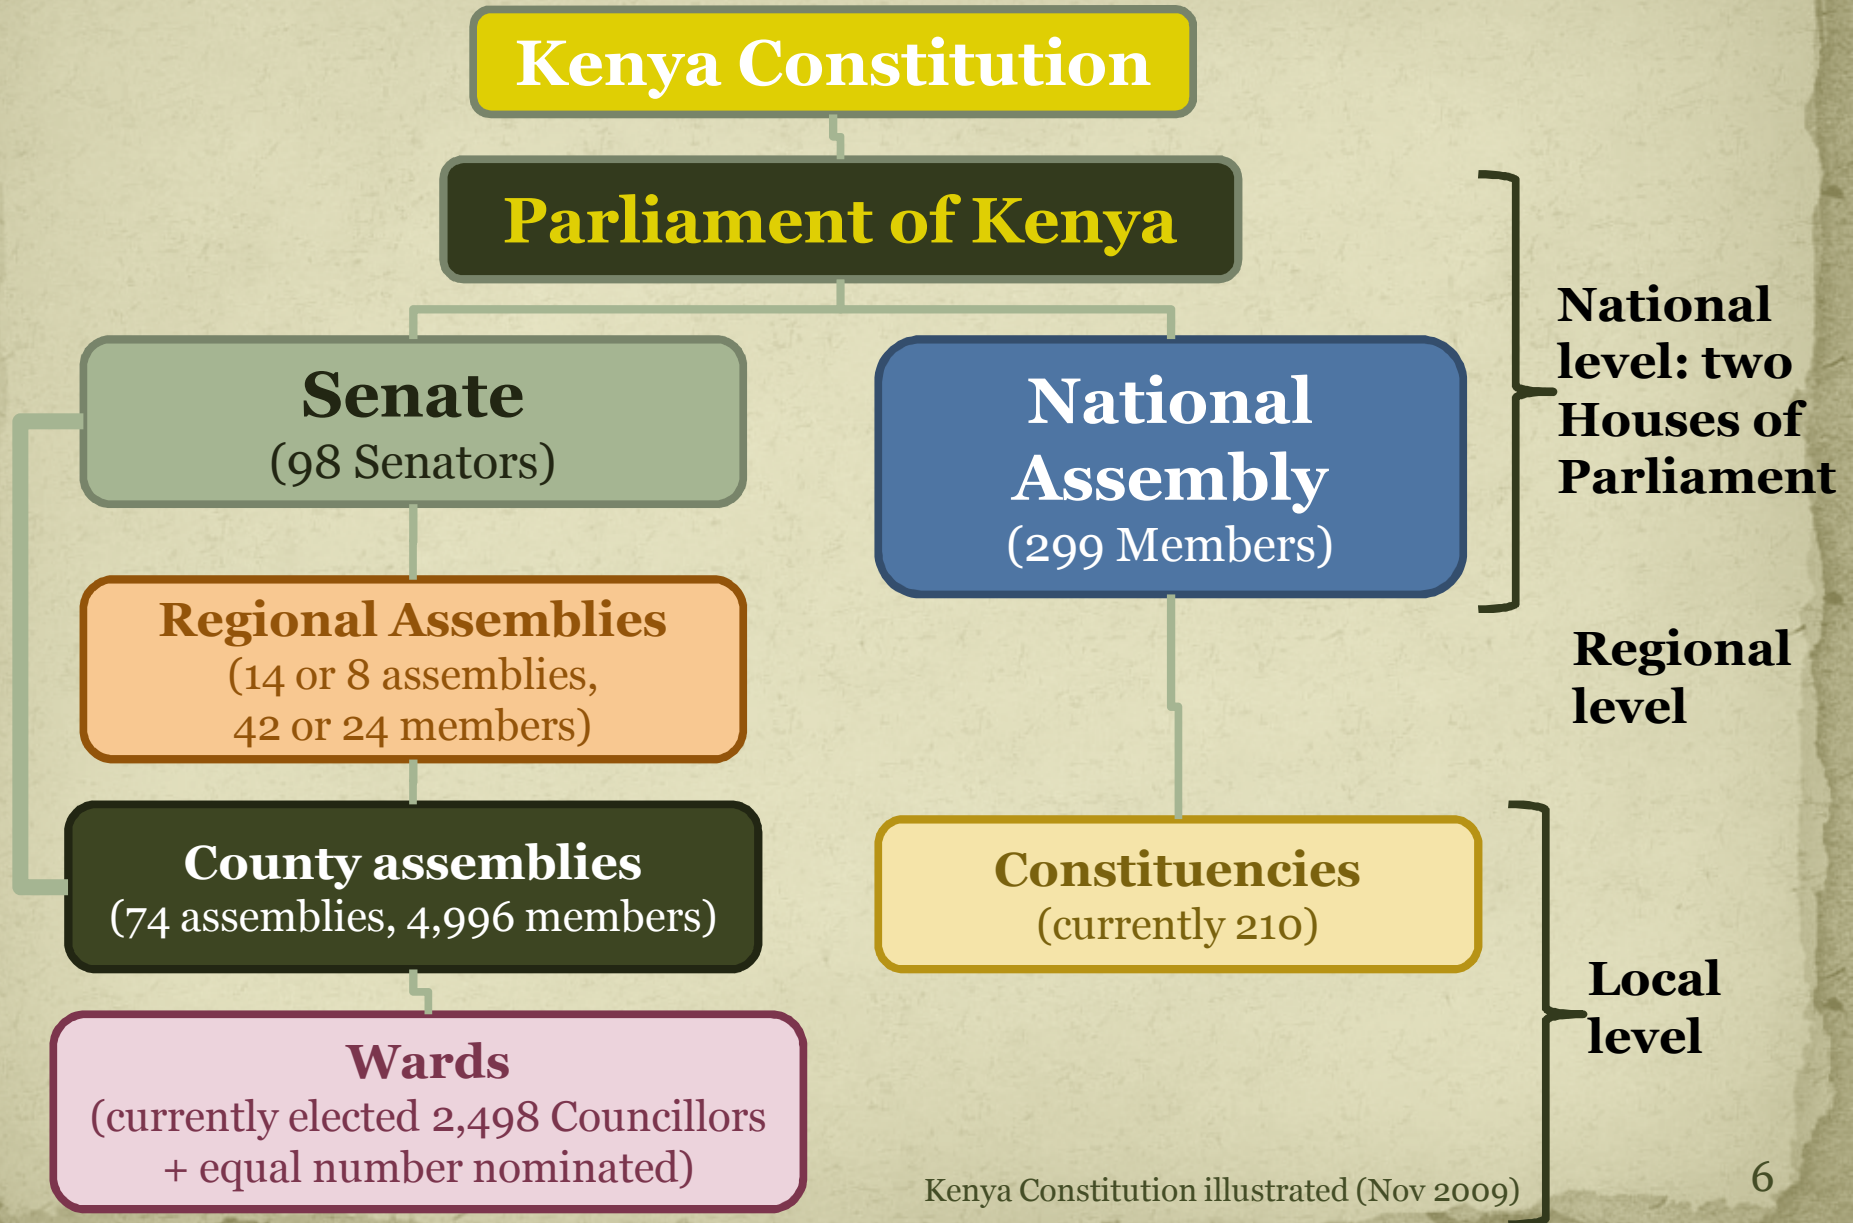 Kenya Constitution
Parliament of Kenya
Senate
(98 Senators)
National
Assembly
(299 Members)
National
level: two
Houses of
Parliament
Regional Assemblies
(14 or 8 assemblies,
42 or 24 members)
Regional
level
County assemblies
(74 assemblies, 4,996 members)
Constituencies
(currently 210)
Local
level
Wards
(currently elected 2,498 Councillors
+ equal number nominated)
Kenya Constitution illustrated (Nov 2009)
6